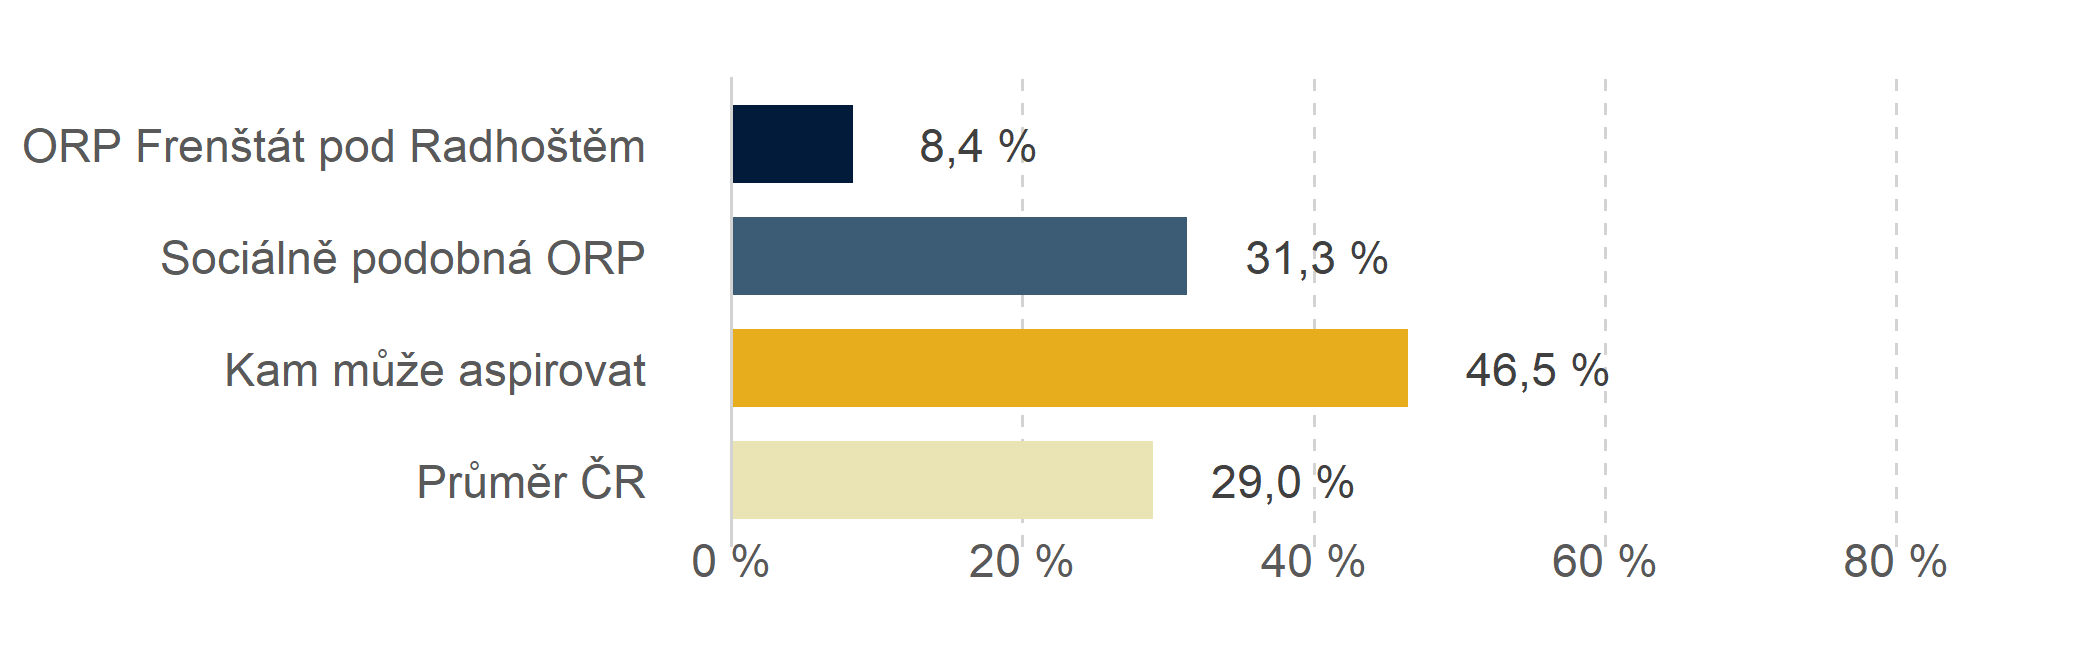 ORP Frenštát pod Radhoštěm 8,4 %
Sociálně podobná ORP 31,3 %
Kam může aspirovat 46,5 %
Průměr ČR 29,0 %
0 % 20 % 40 % 60 % 80 %